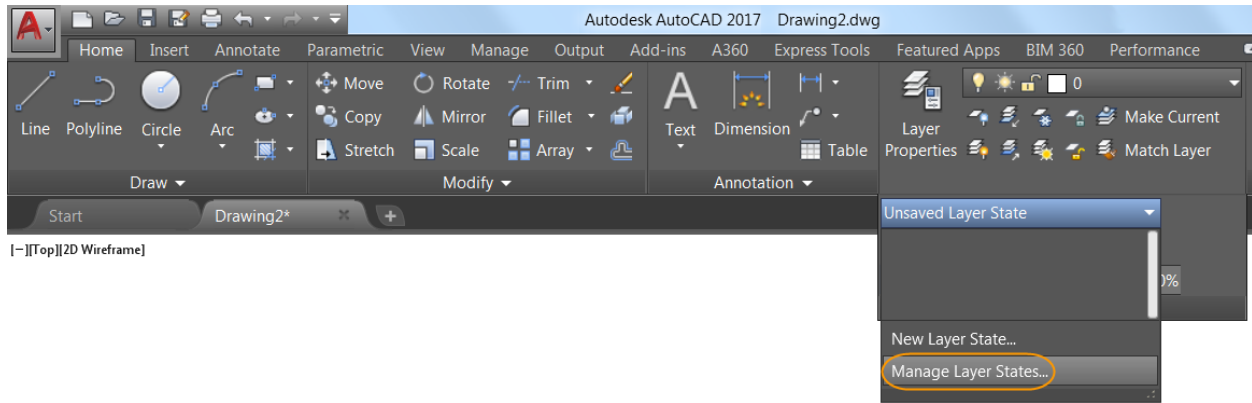 A Autodesk AutoCAD 2017 Drawing2.dwg
Home Insert Annotate Parametric View Manage Output Add-ins A360 Express Tools Featured Apps BIM 360 Performance
Move Rotate Trim 0
Line Polyline Circle Arc Copy Mirror Fillet A Text Dimension Layer Properties Make Current
Stretch Scale Array Table Match Layer
Draw Modify Annotation
Start Drawing2* Unsaved Layer State
[−][Top][2D Wireframe]
0%
New Layer State...
Manage Layer States...